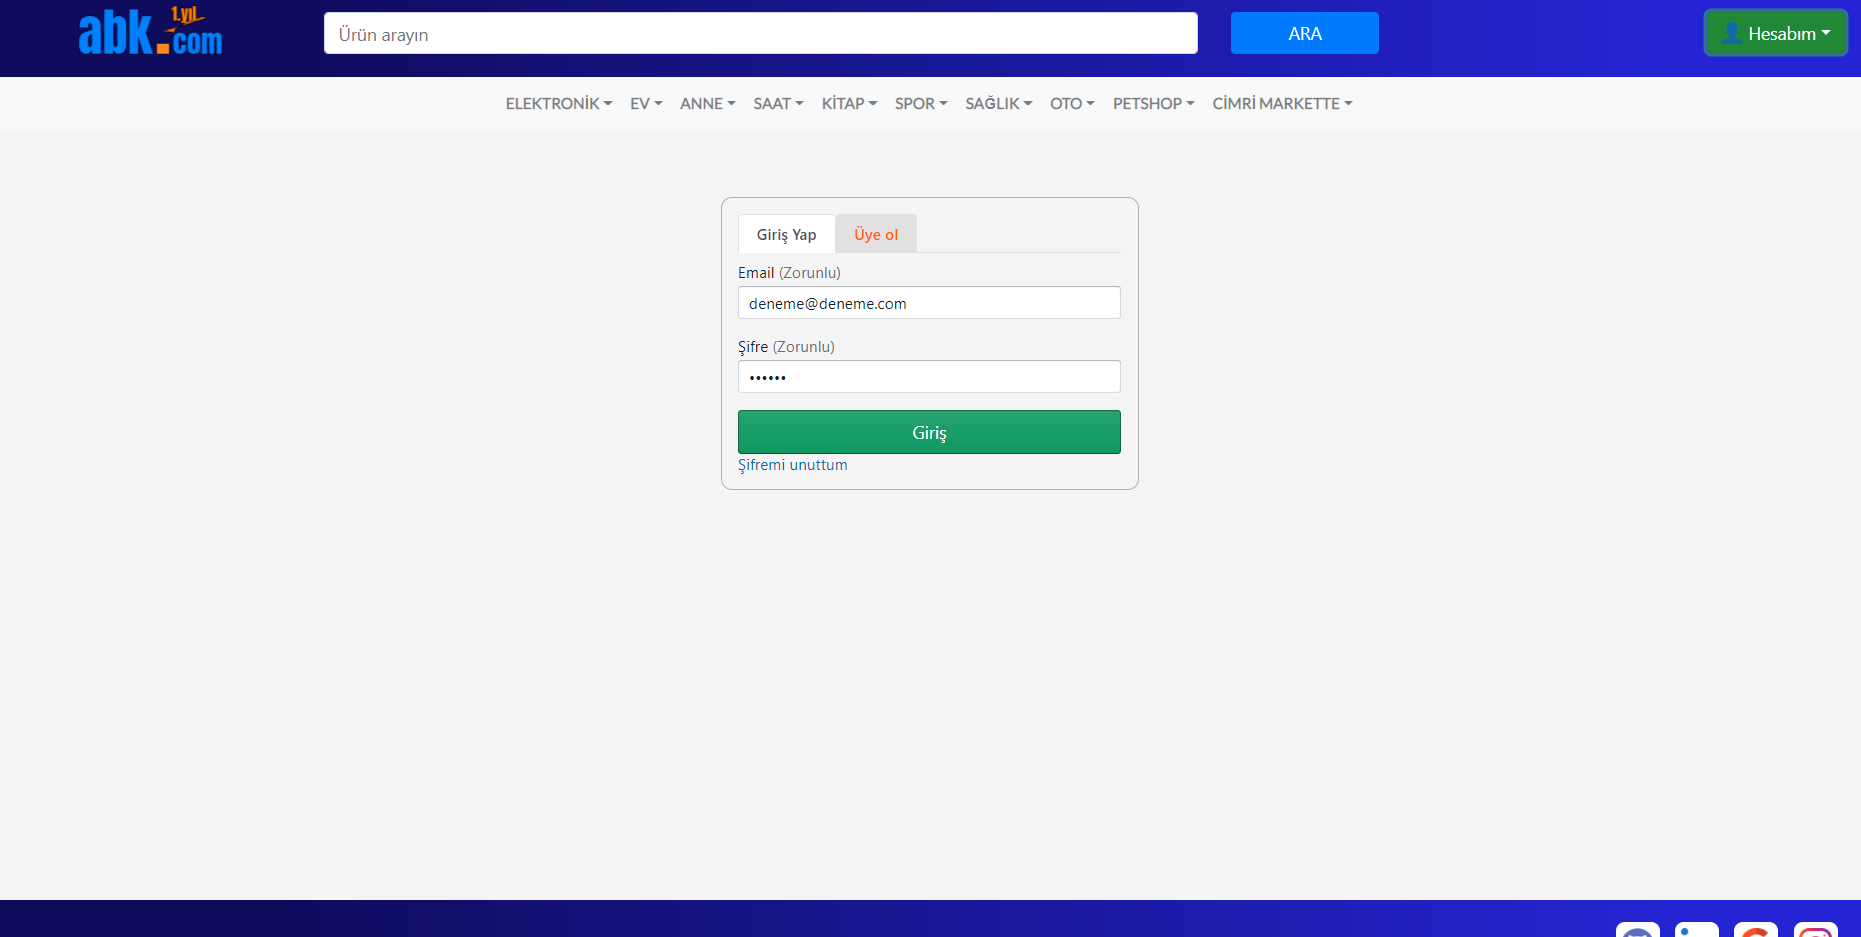 abk.com 1.yıl
Ürün arayın
ARA
Hesabım
ELEKTRONİK EV ANNE SAAT KİTAP SPOR SAĞLIK OTO PETSHOP CİMRİ MARKETTE
Giriş Yap Üye ol
Email (Zorunlu)
deneme@deneme.com
Şifre (Zorunlu)
••••••
Giriş
Şifremi unuttum